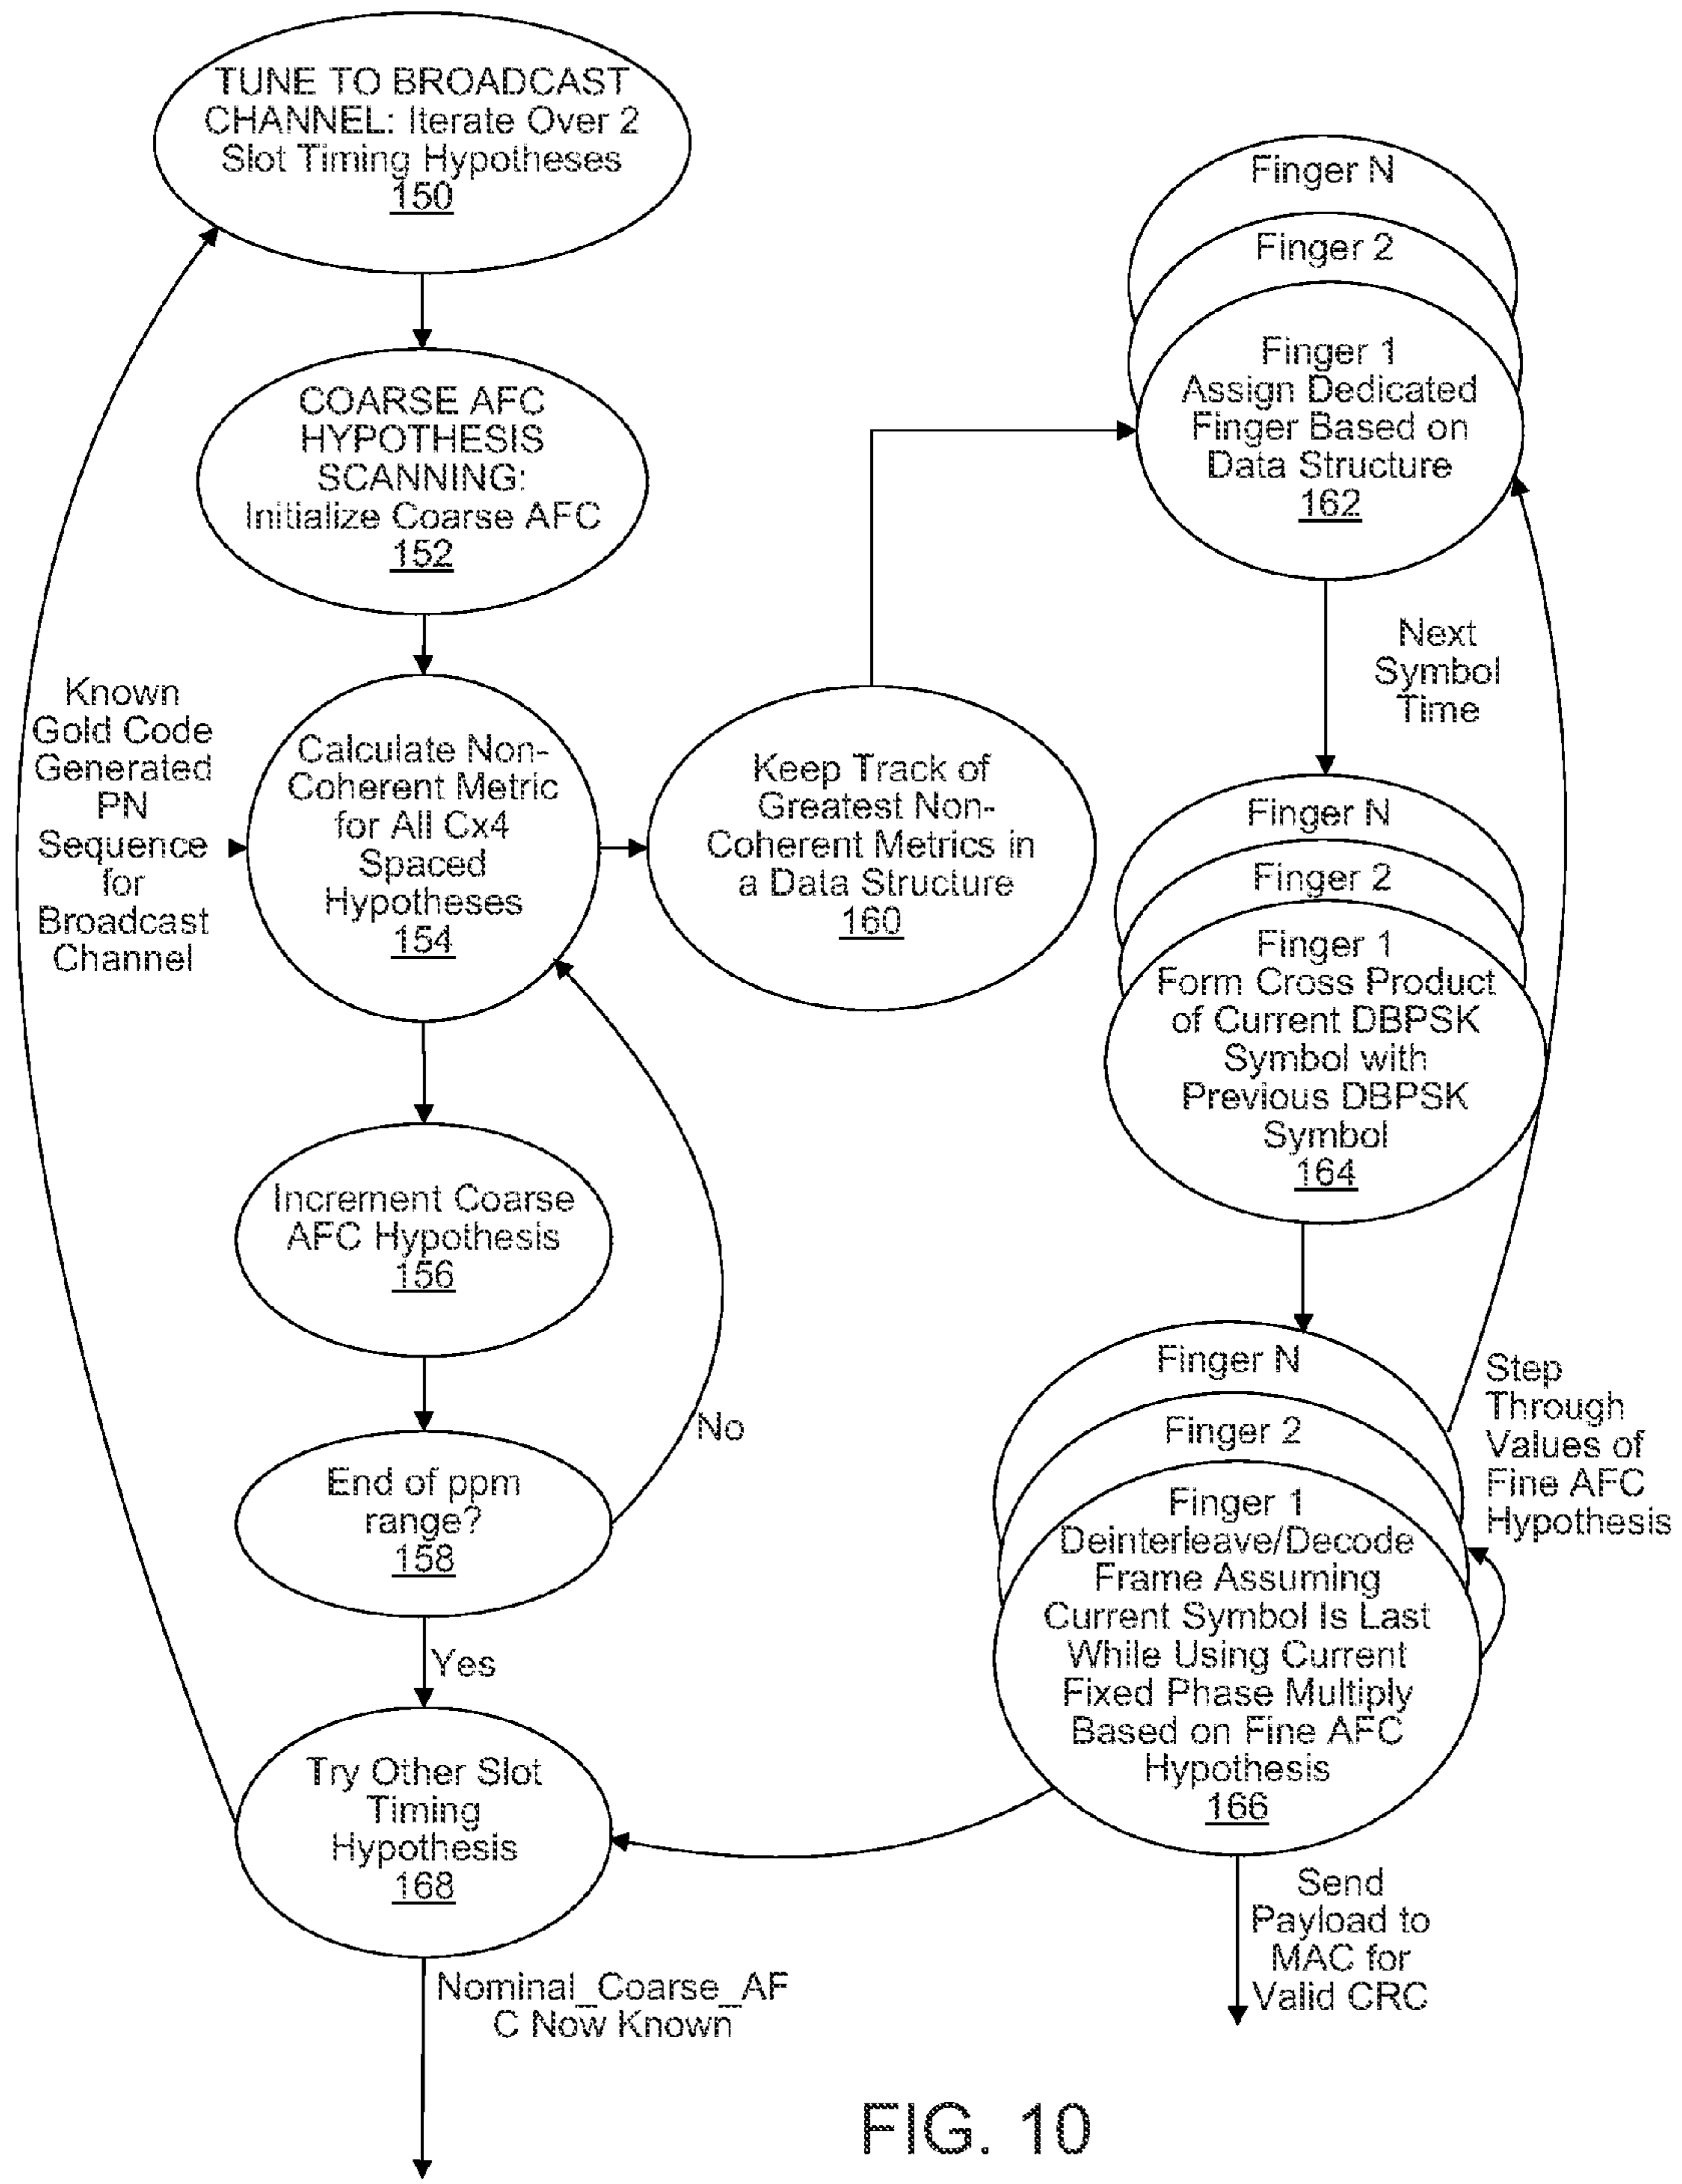 TUNE TO BROADCAST
CHANNEL: Iterate Over 2
Slot Timing Hypotheses
150
COARSE AFC
HYPOTHESIS
SCANNING:
Initialize Coarse AFC
152
Known
Gold Code
Generated
PN
Sequence
for
Broadcast
Channel
Calculate Non-
Coherent Metric
for All Cx4
Spaced
Hypotheses
154
Increment Coarse
AFC Hypothesis
156
End of ppm
range?
158
No
Yes
Try Other Slot
Timing
Hypothesis
168
Nominal_Coarse_AF
C Now Known
Keep Track of
Greatest Non-
Coherent Metrics in
a Data Structure
160
Finger N
Finger 2
Finger 1
Assign Dedicated
Finger Based on
Data Structure
162
Next
Symbol
Time
Finger N
Finger 2
Finger 1
Form Cross Product
of Current DBPSK
Symbol with
Previous DBPSK
Symbol
164
Finger N
Finger 2
Finger 1
Deinterleave/Decode
Frame Assuming
Current Symbol Is Last
While Using Current
Fixed Phase Multiply
Based on Fine AFC
Hypothesis
166
Step
Through
Values of
Fine AFC
Hypothesis
Send
Payload to
MAC for
Valid CRC
FIG. 10